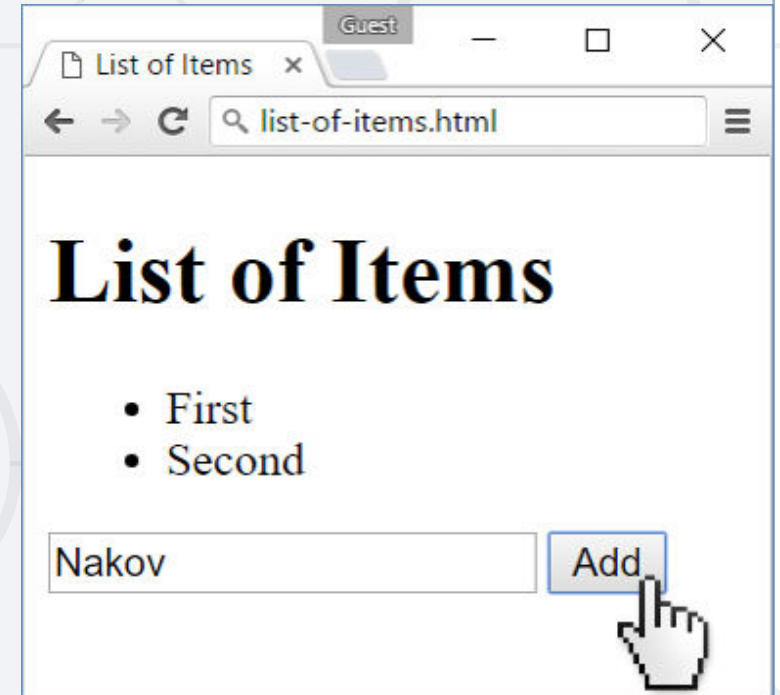 Guest
List of Items
list-of-items.html
List of Items
First
Second
Nakov Add